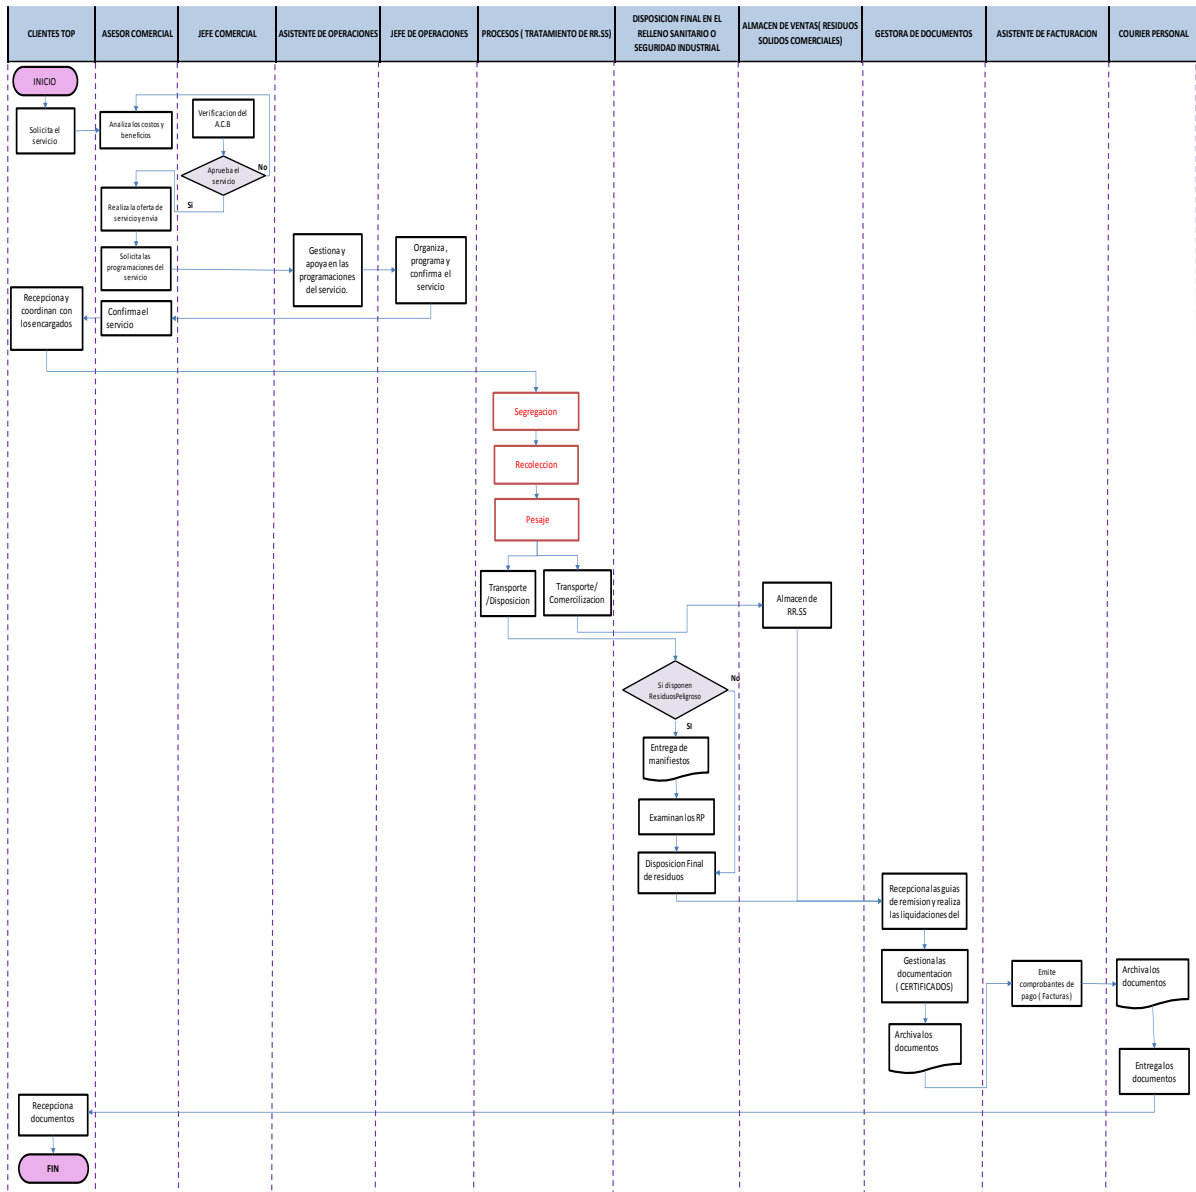 CLIENTES TOP
ASESOR COMERCIAL
JEFE COMERCIAL
ASISTENTE DE OPERACIONES
JEFE DE OPERACIONES
PROCESOS ( TRATAMIENTO DE RR.SS)
DISPOSICION FINAL EN EL
RELLENO SANITARIO O
SEGURIDAD INDUSTRIAL
ALMACEN DE VENTAS( RESIDUOS
SOLIDOS COMERCIALES)
GESTORA DE DOCUMENTOS
ASISTENTE DE FACTURACION
COURIER PERSONAL
INICIO
Solicita el
servicio
Analiza los costos y
beneficios
Verificacion del
A.C.B
Aprueba el
servicio
No
Si
Realiza la oferta de
servicio y envia
Solicita las
programaciones del
servicio
Gestiona y
apoya en las
programaciones
del servicio.
Organiza ,
programa y
confirma el
servicio
Recepciona y
coordinan con
los encargados
Confirma el
servicio
Segregacion
Recoleccion
Pesaje
Transporte
/Disposicion
Transporte/
Comercilizacion
Almacen de
RR.SS
Si disponen
ResiduosPeligroso
No
SI
Entrega de
manifiestos
Examinan los RP
Disposicion Final
de residuos
Recepciona las guias
de remision y realiza
las liquidaciones del
Gestiona las
documentacion
( CERTIFICADOS)
Archiva los
documentos
Emite
comprobantes de
pago ( Facturas)
Archiva los
documentos
Entrega los
documentos
Recepciona
documentos
FIN